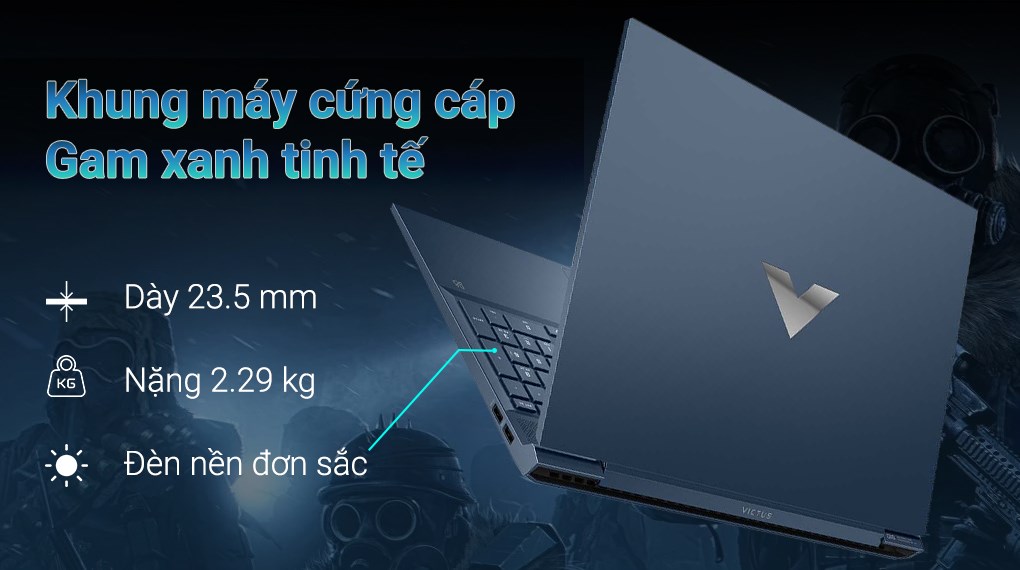 Khung máy cứng cáp
Gam xanh tinh tế
Dày 23.5 mm
KG
Nặng 2.29 kg
Đèn nền đơn sắc
VICTUS